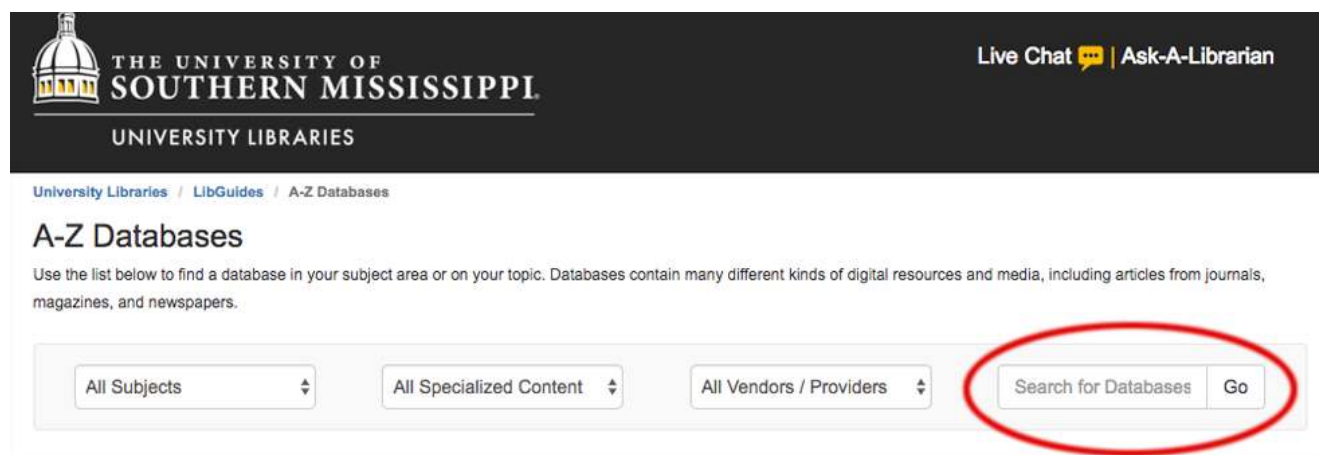 THE UNIVERSITY OF
SOUTHERN MISSISSIPPI.
UNIVERSITY LIBRARIES
Live Chat | Ask-A-Librarian
University Libraries / LibGuides / A-Z Databases
A-Z Databases
Use the list below to find a database in your subject area or on your topic. Databases contain many different kinds of digital resources and media, including articles from journals,
magazines, and newspapers.
All Subjects All Specialized Content All Vendors / Providers Search for Databases Go